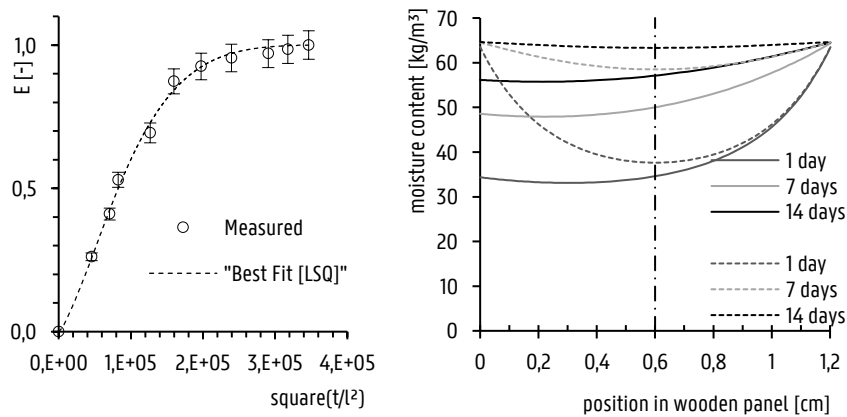 E [-]
1,0
0,5
0,0
Measured
"Best Fit [LSQ]"
0,E+00
1,E+05
2,E+05
3,E+05
4,E+05
square(t/l²)
moisture content [kg/m³]
70
60
50
40
30
20
10
0
1 day
7 days
14 days
1 day
7 days
14 days
0
0,2
0,4
0,6
0,8
1
1,2
position in wooden panel [cm]